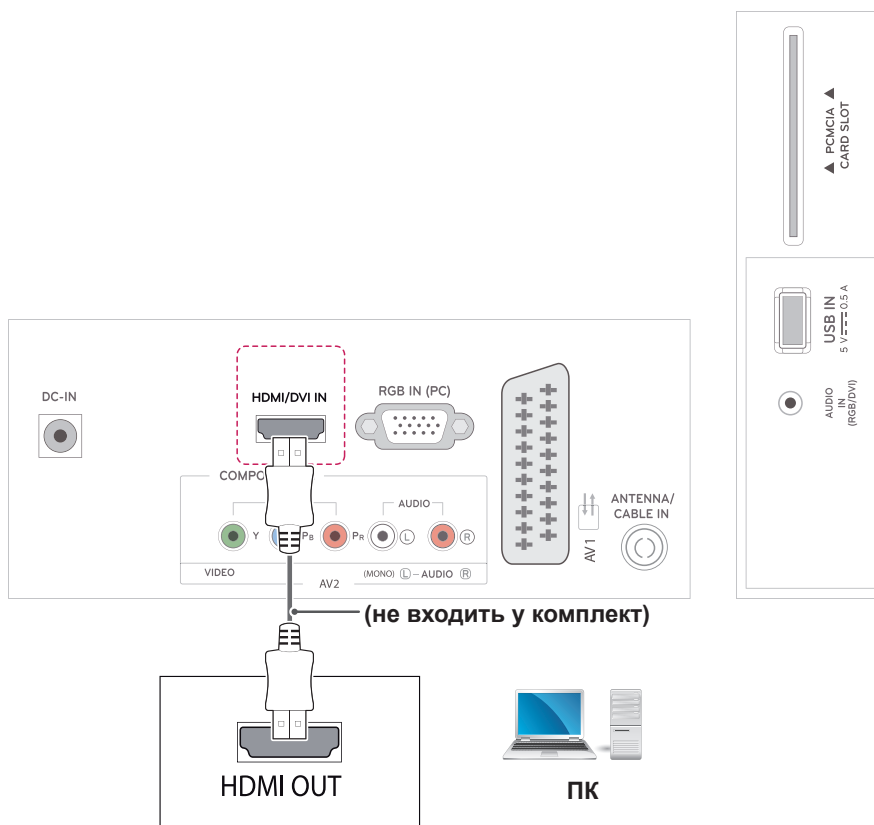 PCMCIA
CARD SLOT
USB IN
5 V 0.5 A
AUDIO
IN
(RGB/DVI)
DC-IN
HDMI/DVI IN
RGB IN (PC)
COMPO
AUDIO
Y
PB
PR
L
R
VIDEO
AV2
(MONO) L – AUDIO R
AV1
ANTENNA/
CABLE IN
(не входить у комплект)
HDMI OUT
ПК